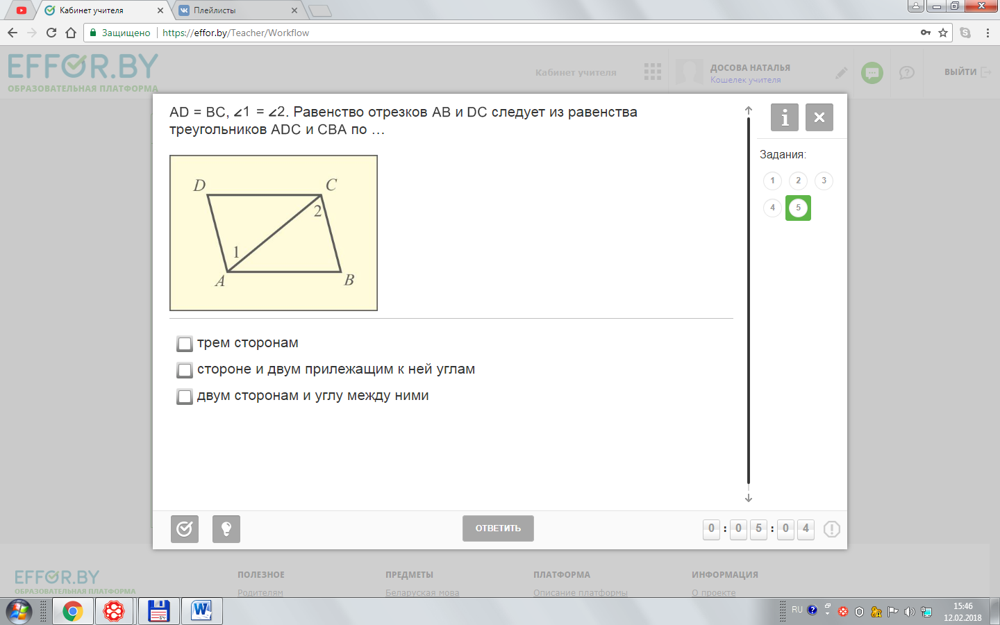 Кабинет учителя
Плейлисты
Защищено
https://effor.by/Teacher/Workflow
EFFOR.BY
ОБРАЗОВАТЕЛЬНАЯ ПЛАТФОРМА
Кабинет учителя
ДОСОВА НАТАЛЬЯ
Кошелек учителя
ВЫЙТИ
AD = BC, ∠1 = ∠2. Равенство отрезков AB и DC следует из равенства
треугольников ADC и CBA по …
D
C
2
1
A
B
трем сторонам
стороне и двум прилежащим к ней углам
двум сторонам и углу между ними
i
Задания:
1 2 3
4 5
ОТВЕТИТЬ
0 : 0 5 : 0 4
EFFOR.BY
ОБРАЗОВАТЕЛЬНАЯ ПЛАТФОРМА
ПОЛЕЗНОЕ
Родителям
ПРЕДМЕТЫ
Беларуская мова
ПЛАТФОРМА
Описание платформы
ИНФОРМАЦИЯ
О проекте
64
W
RU
15:46
12.02.2018